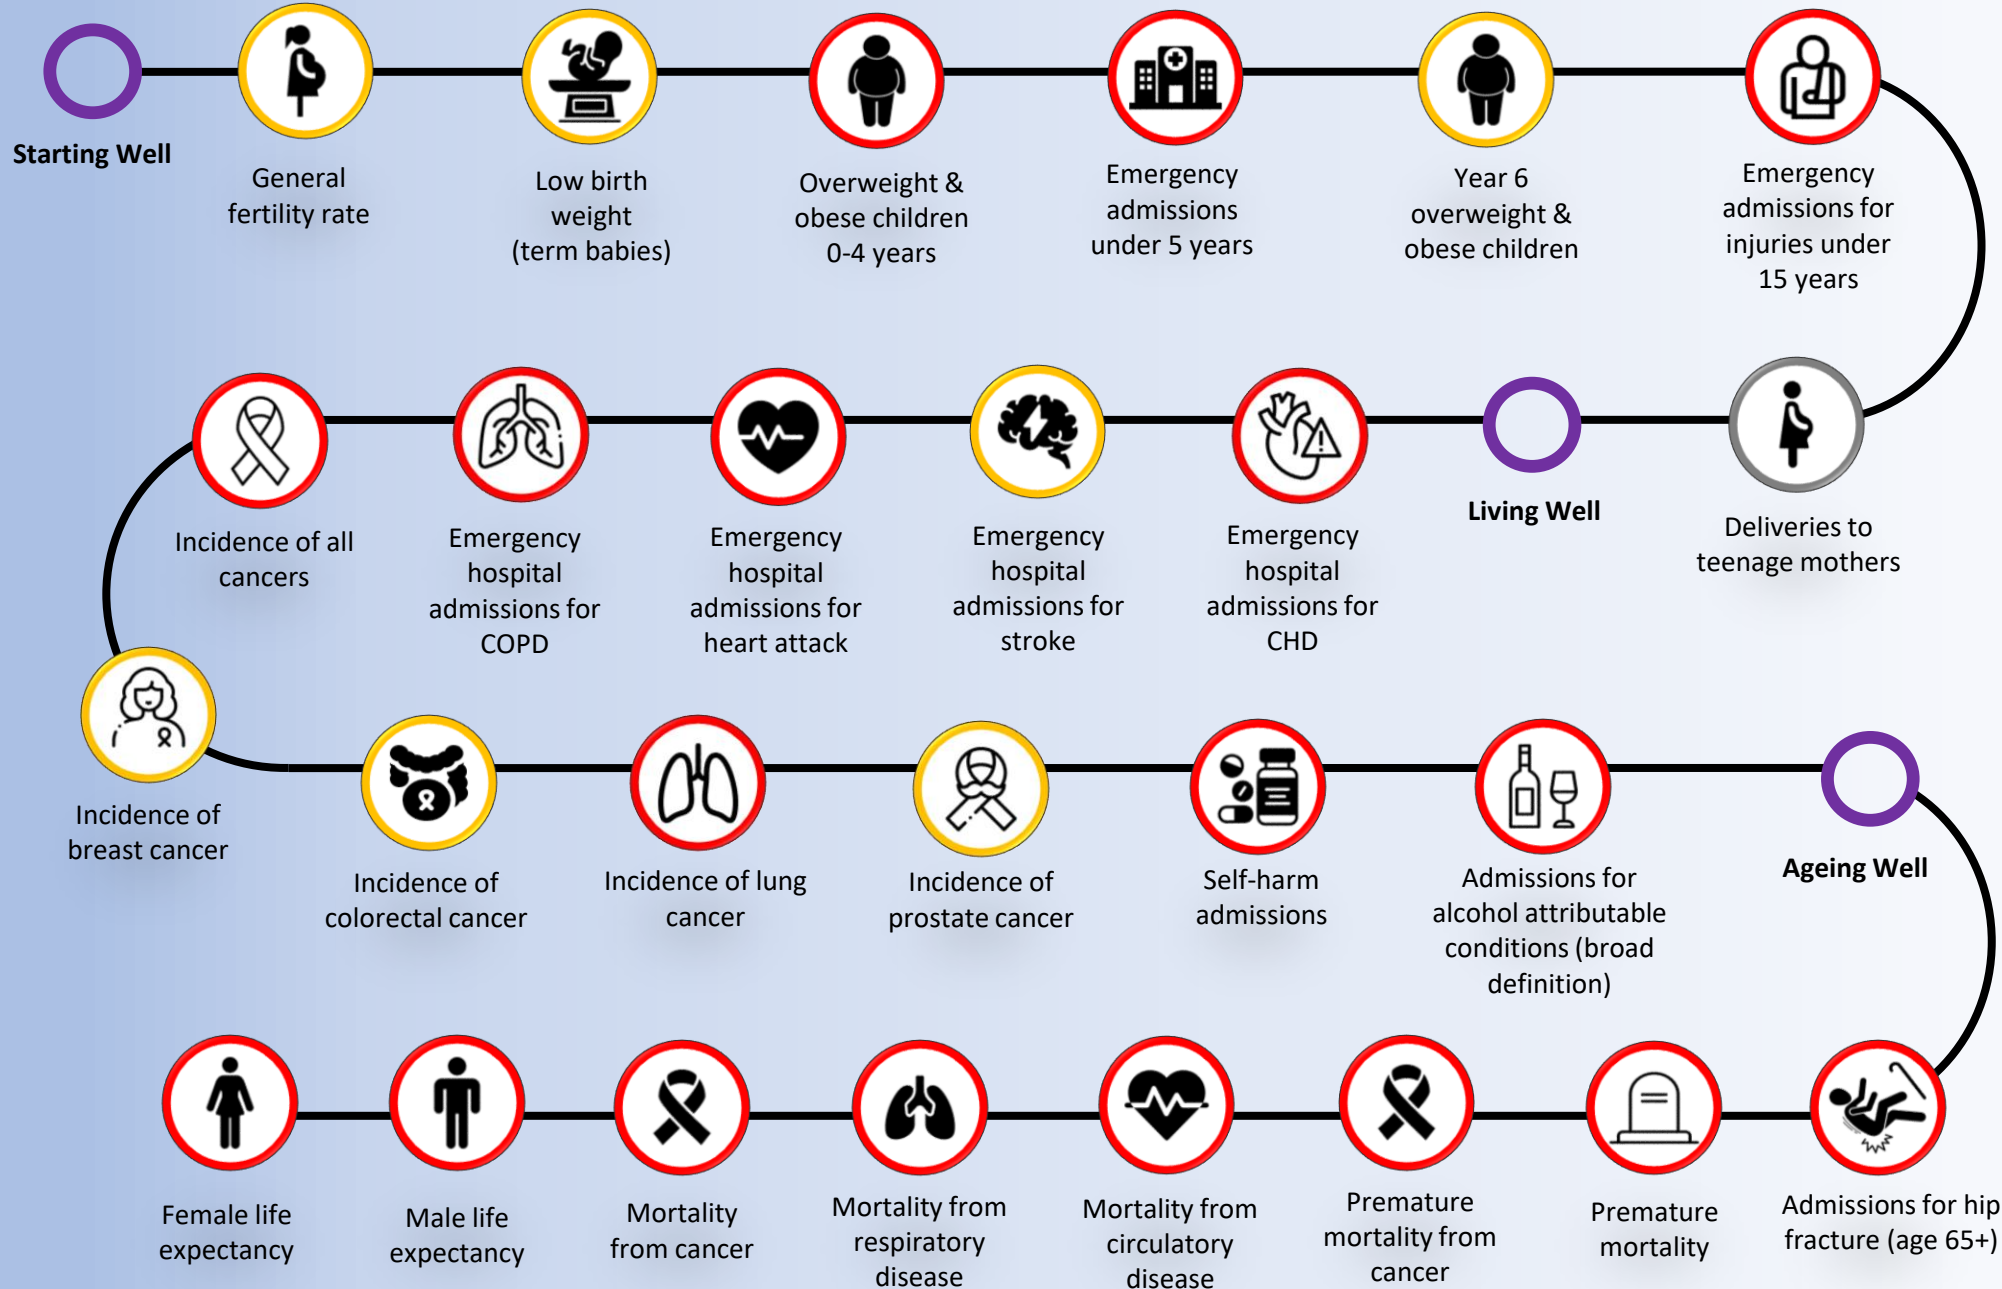 Starting Well
General
fertility rate
Low birth
weight
(term babies)
Overweight &
obese children
0-4 years
Emergency
admissions
under 5 years
Year 6
overweight &
obese children
Emergency
admissions for
injuries under
15 years
Incidence of all
cancers
Emergency
hospital
admissions for
COPD
Emergency
hospital
admissions for
heart attack
Emergency
hospital
admissions for
stroke
Emergency
hospital
admissions for
CHD
Living Well
Deliveries to
teenage mothers
Incidence of
breast cancer
Incidence of
colorectal cancer
Incidence of lung
cancer
Incidence of
prostate cancer
Self-harm
admissions
Admissions for
alcohol attributable
conditions (broad
definition)
Ageing Well
Female life
expectancy
Male life
expectancy
Mortality
from cancer
Mortality from
respiratory
disease
Mortality from
circulatory
disease
Premature
mortality from
cancer
Premature
mortality
Admissions for hip
fracture (age 65+)